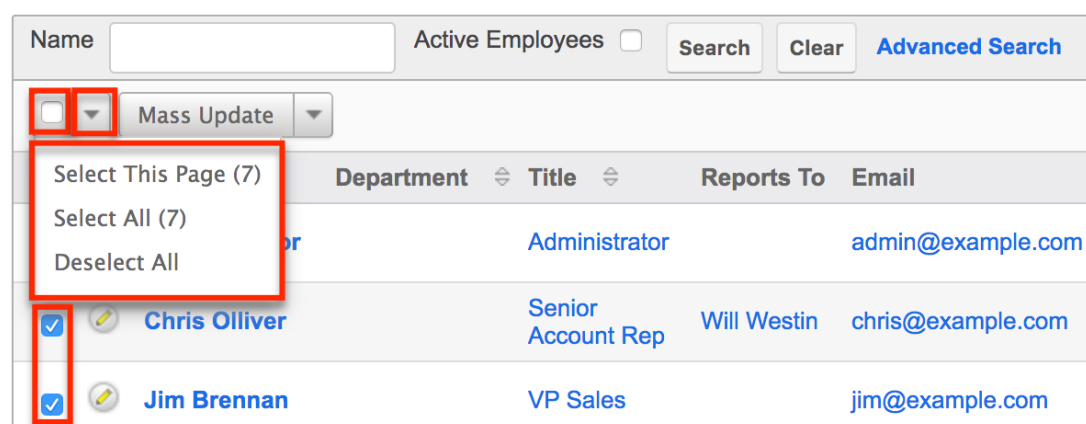 Name Active Employees Search Clear Advanced Search
Mass Update
Select This Page (7) Department Title Reports To Email
Select All (7)
or Administrator admin@example.com
Deselect All
Chris Olliver Senior Account Rep Will Westin chris@example.com
Jim Brennan VP Sales jim@example.com